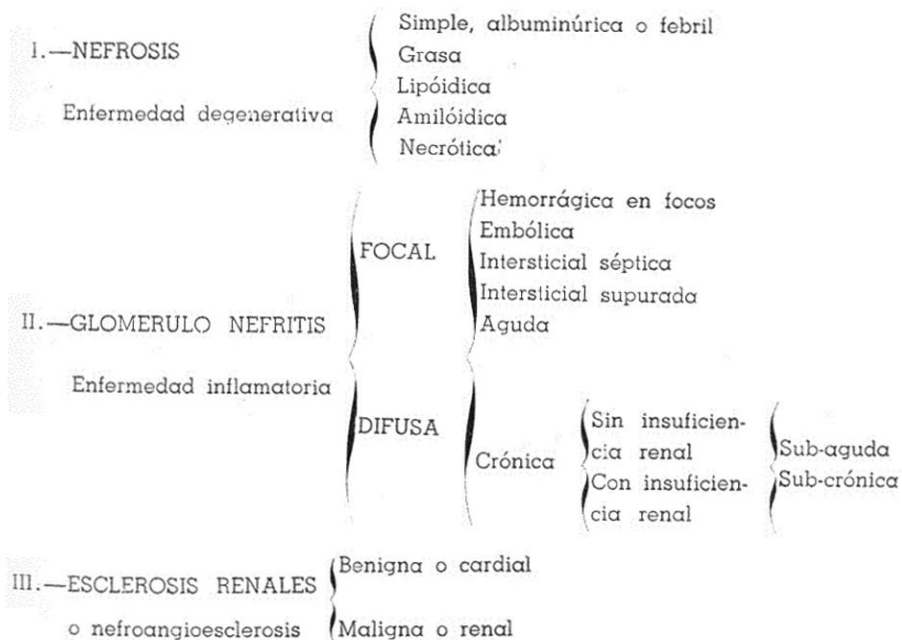 I.—NEFROSIS
Enfermedad degenerativa
Simple, albuminúrica o febril
Grasa
Lipóidica
Amilóidica
Necrótica
II.—GLOMERULO NEFRITIS
Enfermedad inflamatoria
FOCAL
Hemorrágica en focos
Embólica
Intersticial séptica
Intersticial supurada
Aguda
DIFUSA
Crónica
Sin insuficien-
cia renal
Con insuficien-
cia renal
Sub-aguda
Sub-crónica
III.—ESCLEROSIS RENALES
o nefroangioesclerosis
Benigna o cardial
Maligna o renal